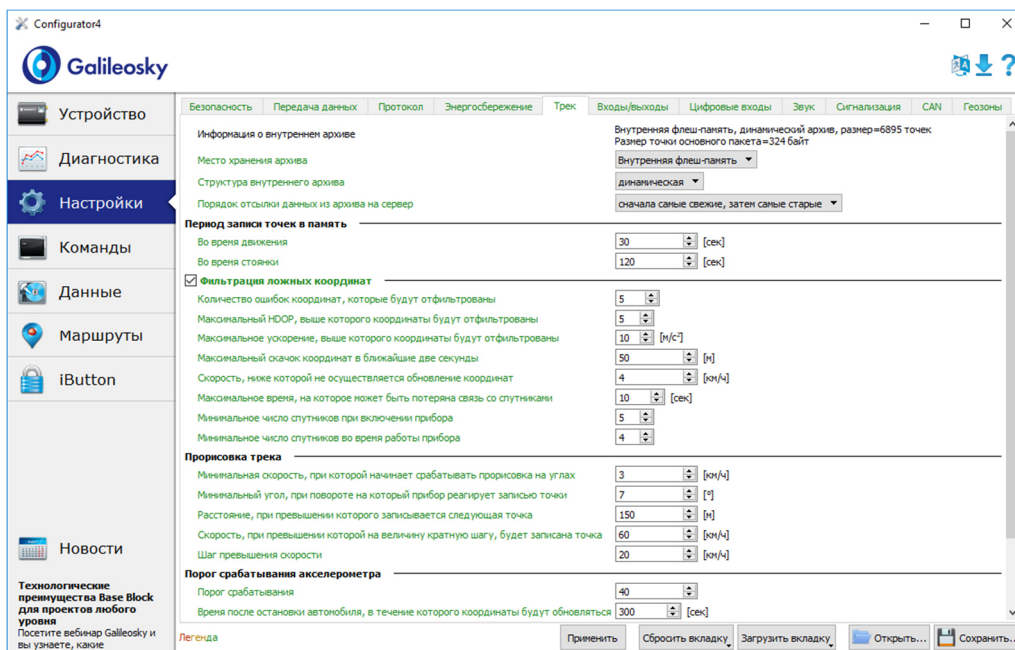 Configurator4
Galileosky
Устройство
Диагностика
Настройки
Команды
Данные
Маршруты
iButton
Новости
Технологические
преимущества Base Block
для проектов любого
уровня
Посетите вебинар Galileosky и
вы узнаете, какие
Безопасность Передача данных Протокол Энергосбережение Трек Входы/выходы Цифровые входы Звук Сигнализация CAN Геозоны
Информация о внутреннем архиве Внутренняя флеш-память, динамический архив, размер=6895 точек
Размер точки основного пакета=324 байт
Место хранения архива Внутренняя флеш-память
Структура внутреннего архива динамическая
Порядок отсылки данных из архива на сервер сначала самые свежие, затем самые старые
Период записи точек в память
Во время движения 30 [сек]
Во время стоянки 120 [сек]
Фильтрация ложных координат
Количество ошибок координат, которые будут отфильтрованы 5
Максимальный HDOP, выше которого координаты будут отфильтрованы 5
Максимальное ускорение, выше которого координаты будут отфильтрованы 10 [м/с²]
Максимальный скачок координат в ближайшие две секунды 50 [м]
Скорость, ниже которой не осуществляется обновление координат 4 [км/ч]
Максимальное время, на которое может быть потеряна связь со спутниками 10 [сек]
Минимальное число спутников при включении прибора 5
Минимальное число спутников во время работы прибора 4
Прорисовка трека
Минимальная скорость, при которой начинает срабатывать прорисовка на углах 3 [км/ч]
Минимальный угол, при повороте на который прибор реагирует записью точки 7 [°]
Расстояние, при превышении которого записывается следующая точка 150 [м]
Скорость, при превышении которой на величину кратную шагу, будет записана точка 60 [км/ч]
Шаг превышения скорости 20 [км/ч]
Порог срабатывания акселерометра
Порог срабатывания 40
Время после остановки автомобиля, в течение которого координаты будут обновляться 300 [сек]
Легенда Применить Сбросить вкладку Загрузить вкладку Открыть... Сохранить...